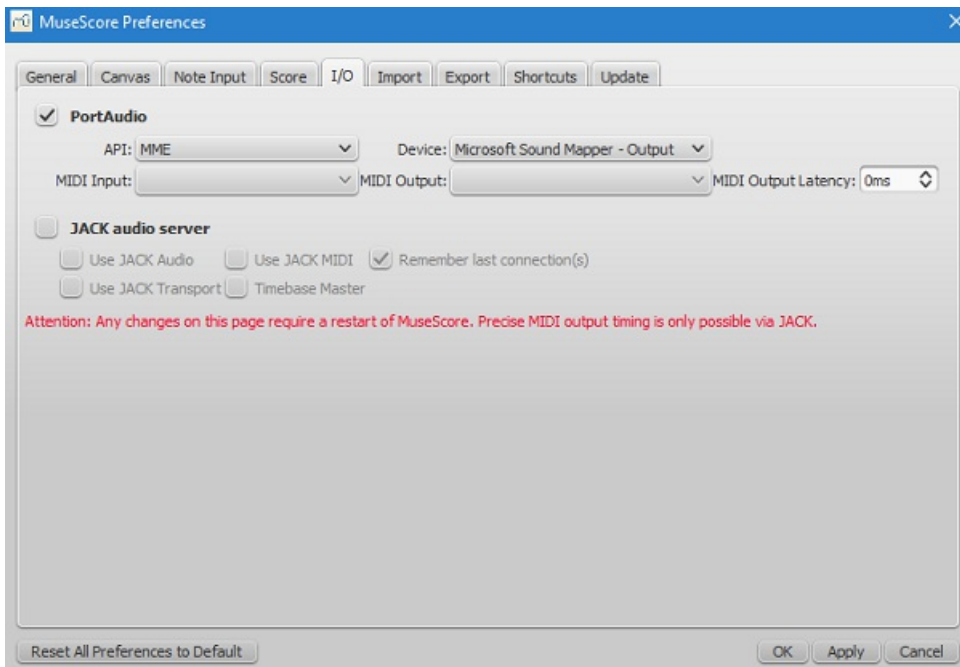 MuseScore Preferences
General Canvas Note Input Score I/O Import Export Shortcuts Update
PortAudio
API: MME Device: Microsoft Sound Mapper - Output
MIDI Input: MIDI Output: MIDI Output Latency: 0ms
JACK audio server
Use JACK Audio Use JACK MIDI Remember last connection(s)
Use JACK Transport Timebase Master
Attention: Any changes on this page require a restart of MuseScore. Precise MIDI output timing is only possible via JACK.
Reset All Preferences to Default OK Apply Cancel